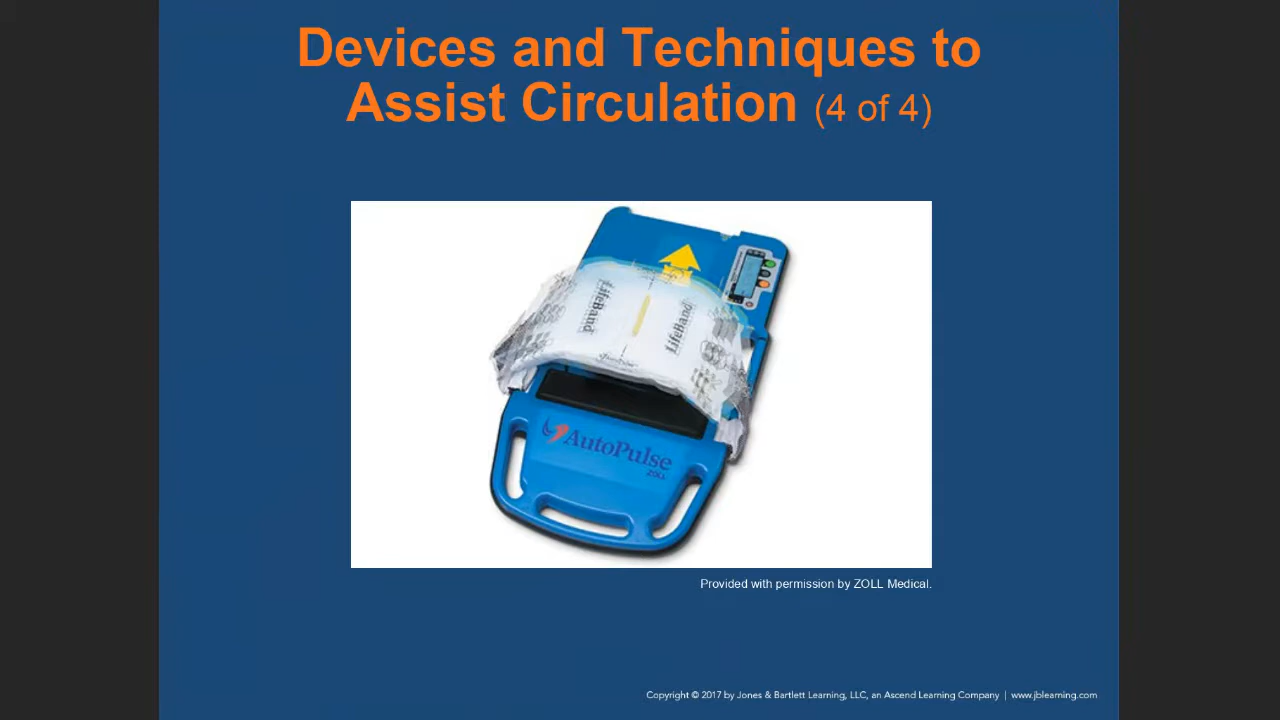 Devices and Techniques to
Assist Circulation (4 of 4)
LifeBand
LifeBand
AutoPulse
ZOLL
Provided with permission by ZOLL Medical.
Copyright © 2017 by Jones & Bartlett Learning, LLC, an Ascend Learning Company | www.jblearning.com